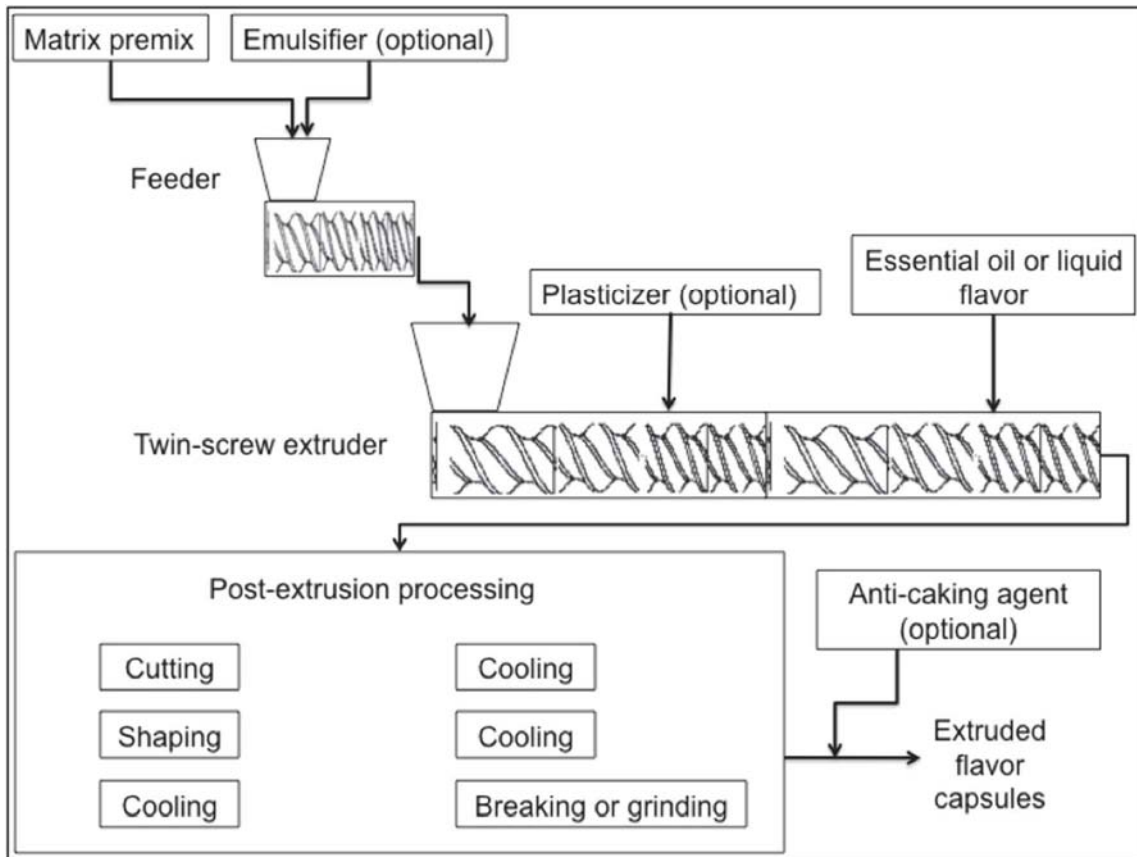 Matrix premix
Emulsifier (optional)
Feeder
Plasticizer (optional)
Essential oil or liquid
flavor
Twin-screw extruder
Post-extrusion processing
Cutting
Cooling
Shaping
Cooling
Cooling
Breaking or grinding
Anti-caking agent
(optional)
Extruded
flavor
capsules